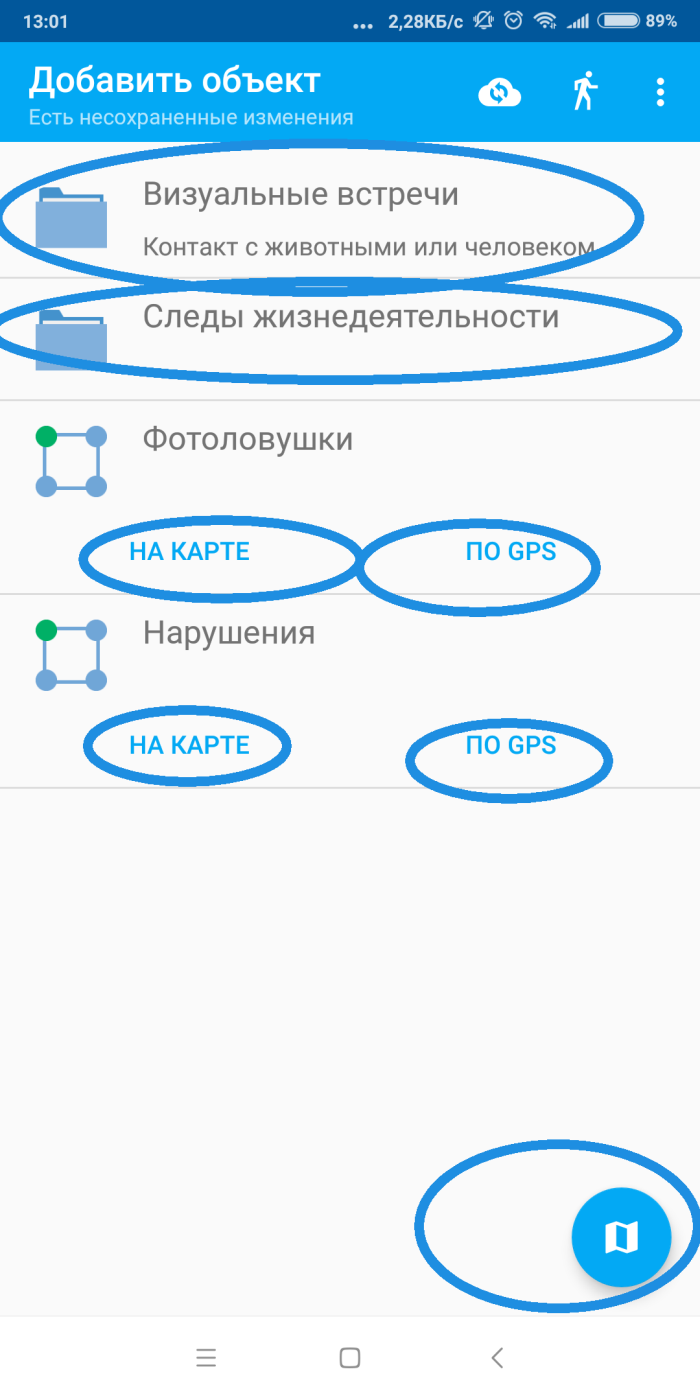 13:01 ... 2,28КБ/с 89%
Добавить объект
Есть несохраненные изменения
Визуальные встречи
Контакт с животными или человеком
Следы жизнедеятельности
Фотоловушки
НА КАРТЕ ПО GPS
Нарушения
НА КАРТЕ ПО GPS